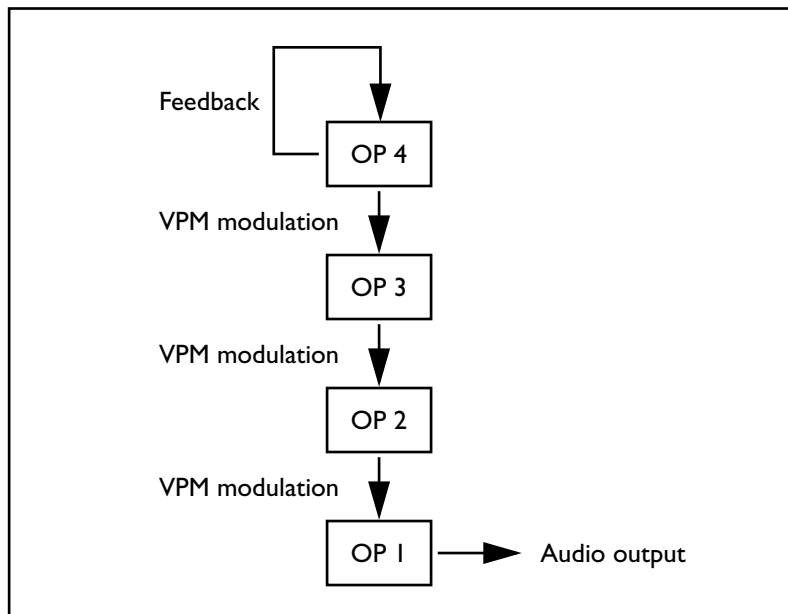 Feedback
OP 4
VPM modulation
OP 3
VPM modulation
OP 2
VPM modulation
OP 1
Audio output